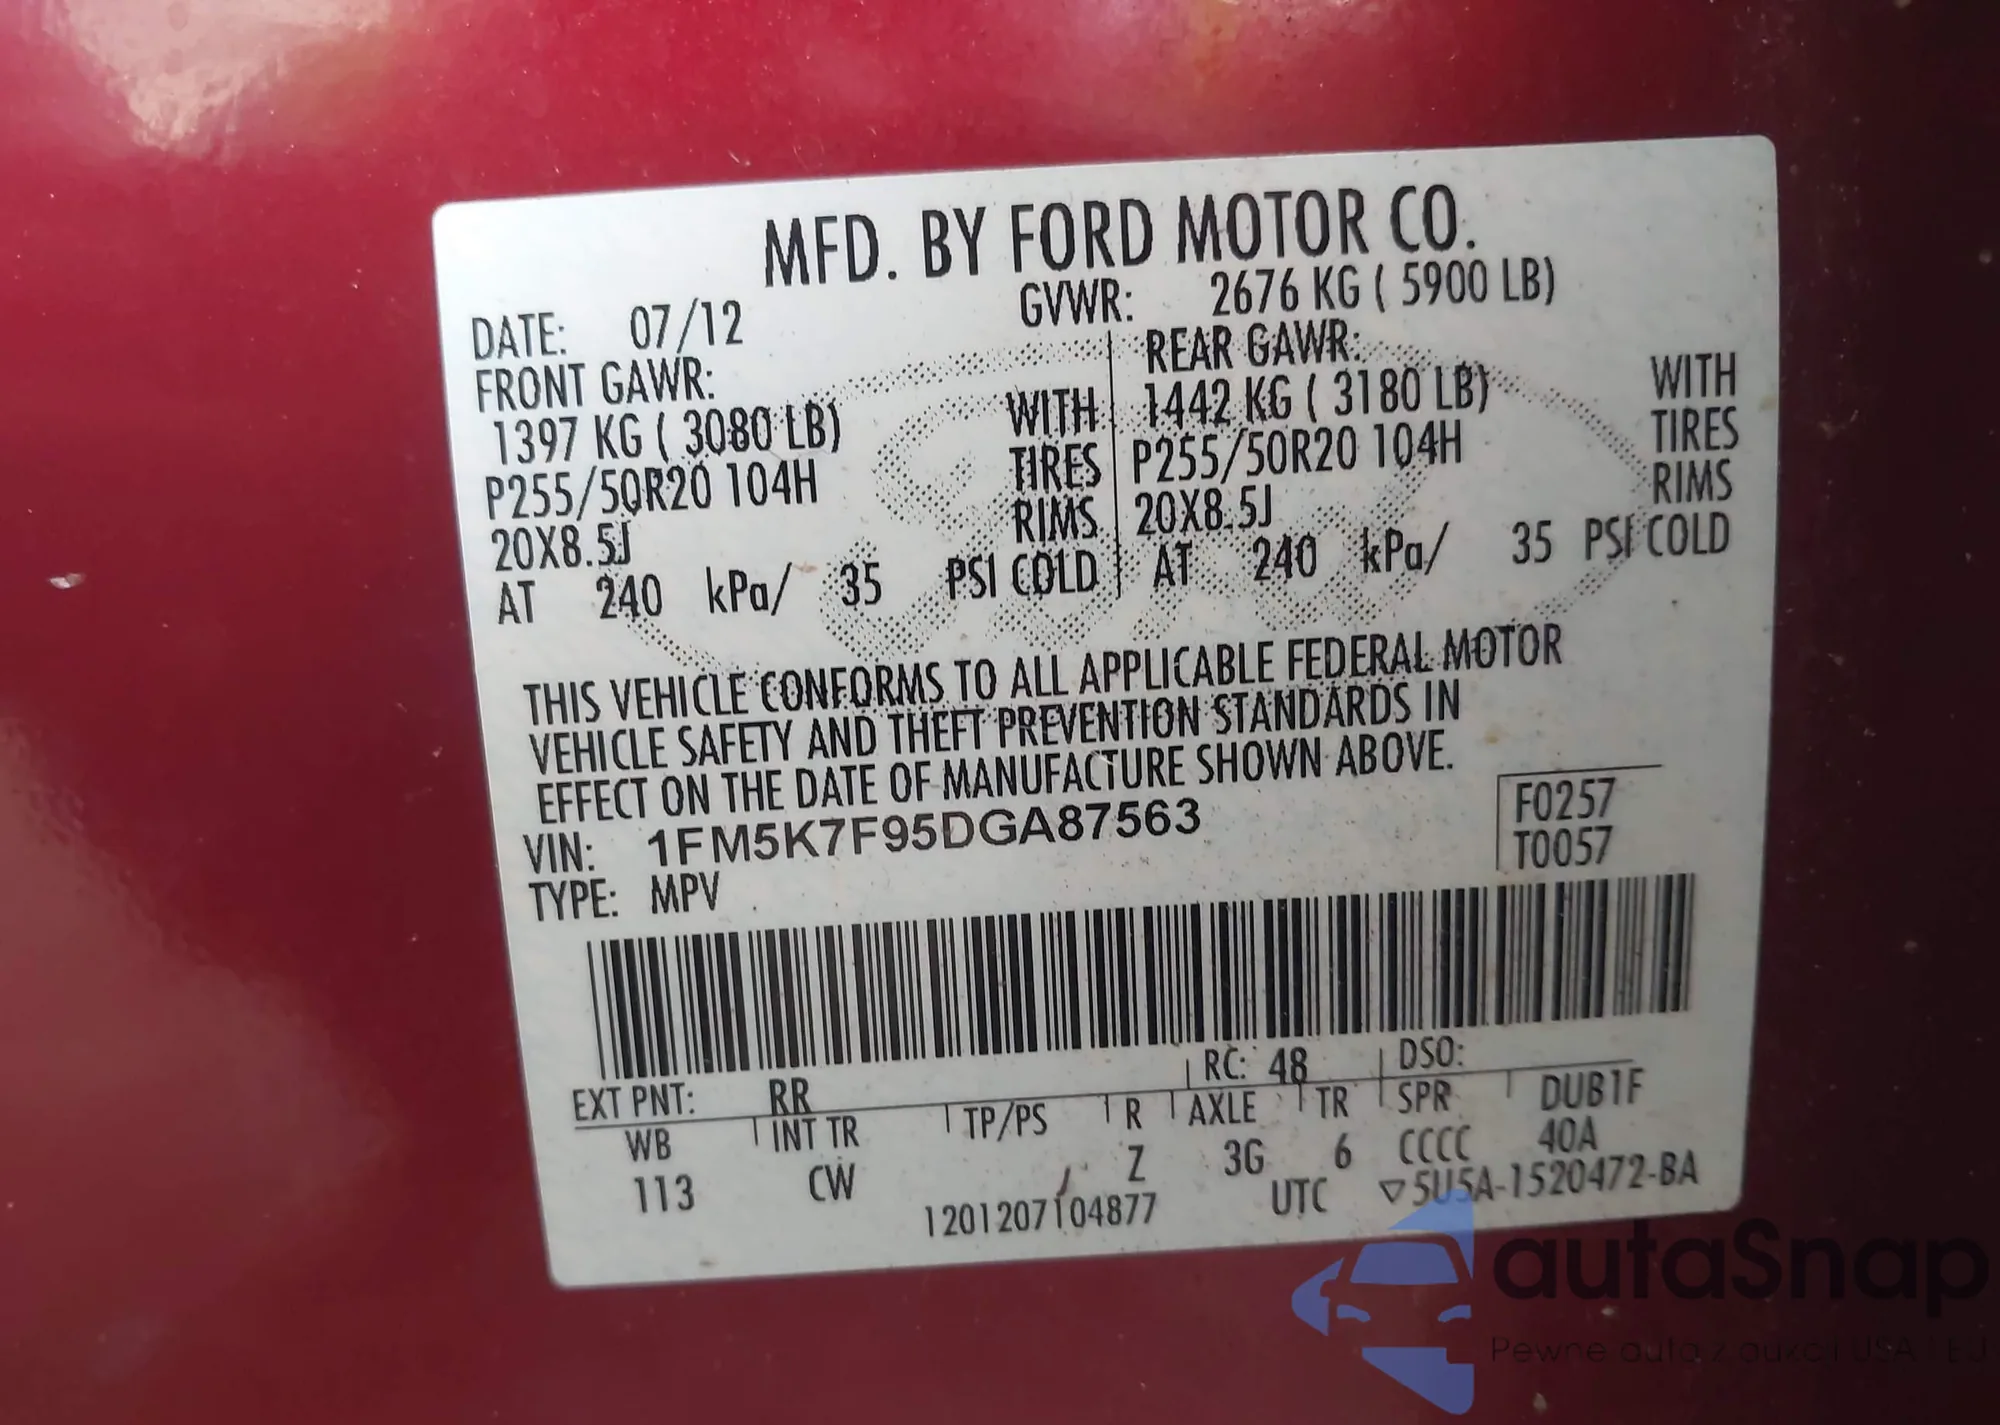 MFD. BY FORD MOTOR CO.
DATE: 07/12 GVWR: 2676 KG ( 5900 LB)
FRONT GAWR: REAR GAWR:
1397 KG ( 3080 LB) WITH 1442 KG ( 3180 LB) WITH
P255/50R20 104H TIRES P255/50R20 104H TIRES
20X8.5J RIMS 20X8.5J RIMS
AT 240 kPa/ 35 PSI COLD AT 240 kPa/ 35 PSI COLD
THIS VEHICLE CONFORMS TO ALL APPLICABLE FEDERAL MOTOR
VEHICLE SAFETY AND THEFT PREVENTION STANDARDS IN
EFFECT ON THE DATE OF MANUFACTURE SHOWN ABOVE.
VIN: 1FM5K7F95DGA87563 F0257
TYPE: MPV T0057
EXT PNT: RR RC: 48 DSO:
WB INT TR TP/PS R AXLE TR SPR DUB1F
113 CW Z 3G 6 CCCC 40A
1201207104877 UTC ▽5U5A-1520472-BA
autaSnap
Pewne auto z aukcji USA i EU